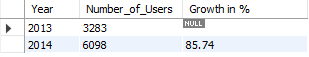 Year Number_of_Users Growth in %
2013 3283 NULL
2014 6098 85.74